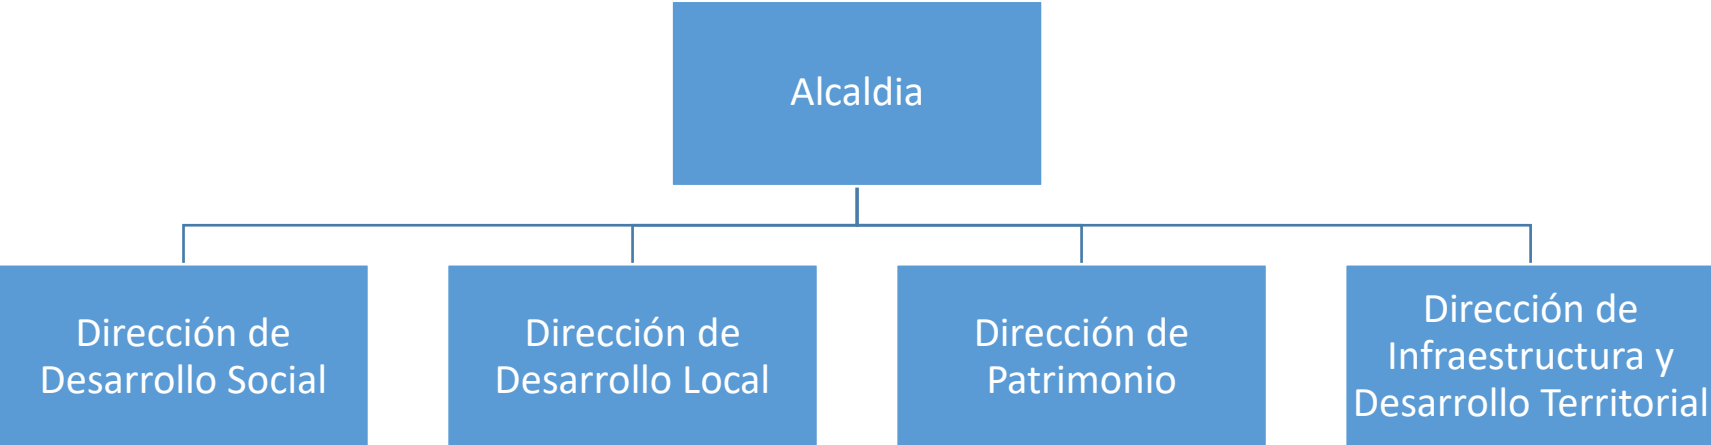 Alcaldia
Dirección de
Desarrollo Social
Dirección de
Desarrollo Local
Dirección de
Patrimonio
Dirección de
Infraestructura y
Desarrollo Territorial